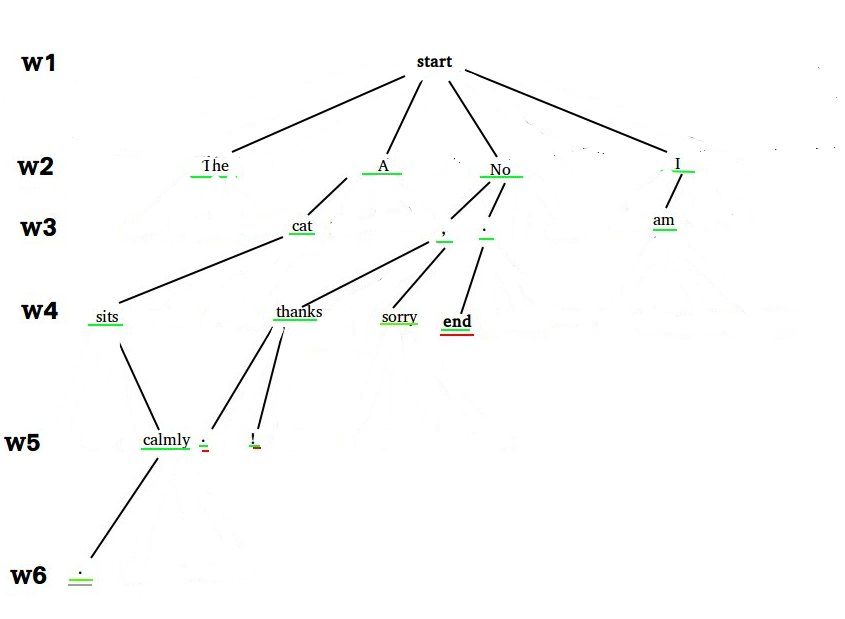 w1 start
w2 The A No I
w3 cat , . am
w4 sits thanks sorry end
w5 calmly . !
w6 .